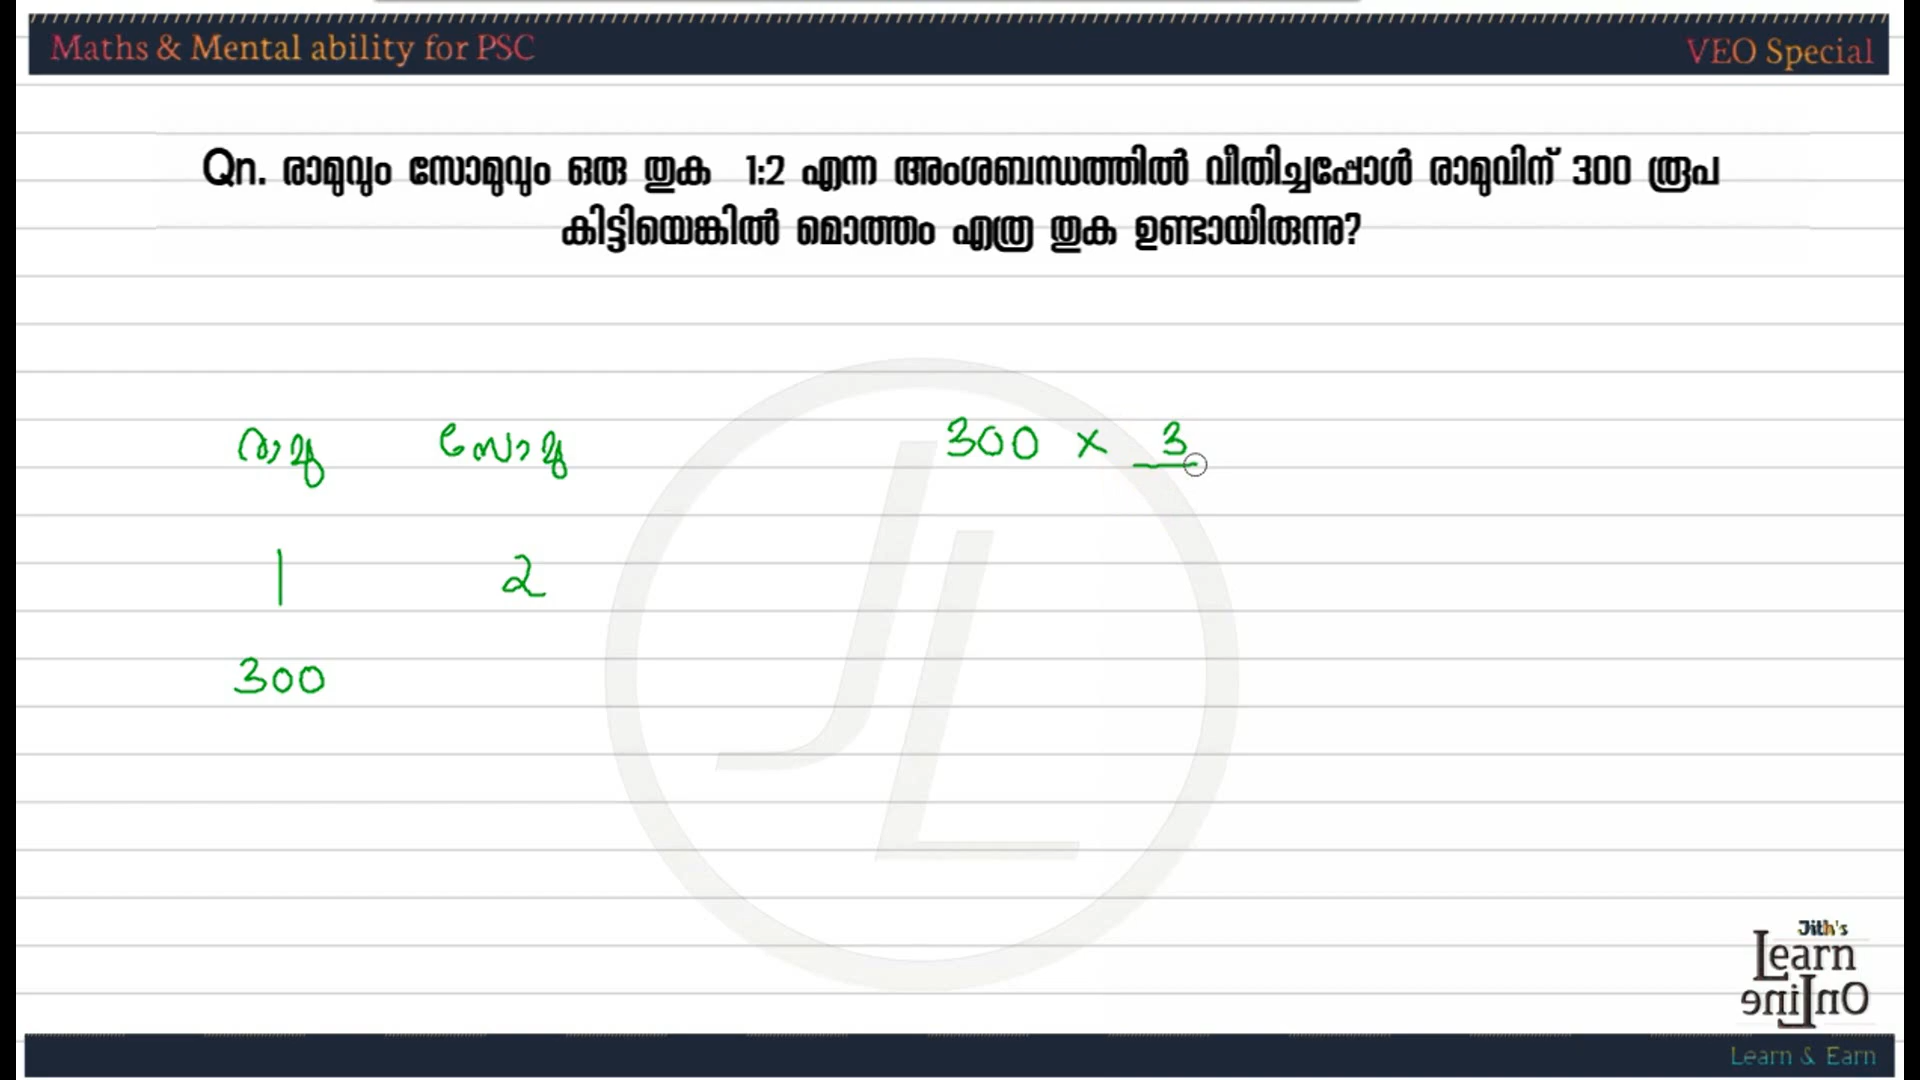 Maths & Mental ability for PSC
VEO Special
Qn. രാമുവും സോമുവും ഒരു തുക 1:2 എന്ന അംശബന്ധത്തിൽ വീതിച്ചപ്പോൾ രാമുവിന് 300 രൂപ
കിട്ടിയെങ്കിൽ മൊത്തം എത്ര തുക ഉണ്ടായിരുന്നു?
രാമു സോമു 300 × 3
1 2
300
Jith's
Learn
OnLine
Learn & Earn